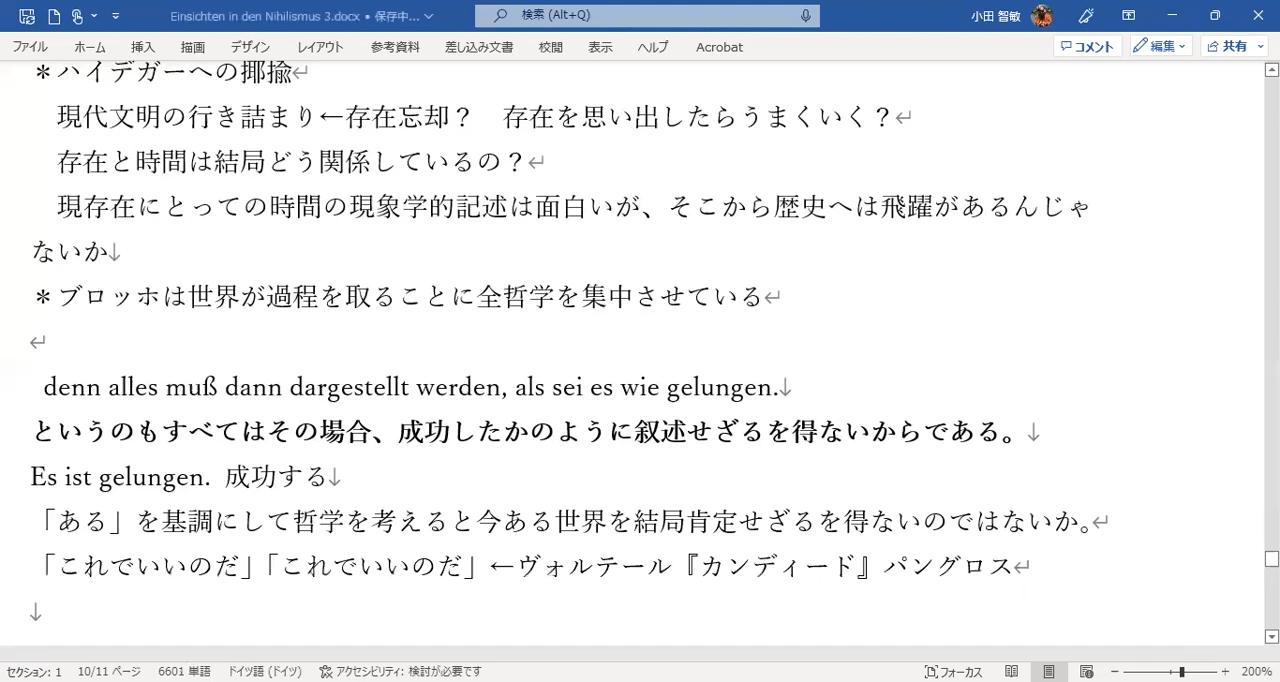 Einsichten in den Nihilismus 3.docx • 保存中...
検索 (Alt+Q)
小田 智敏
ファイル ホーム 挿入 描画 デザイン レイアウト 参考資料 差し込み文書 校閲 表示 ヘルプ Acrobat
コメント 編集 共有
＊ハイデガーへの揶揄↵
現代文明の行き詰まり←存在忘却？　存在を思い出したらうまくいく？↵
存在と時間は結局どう関係しているの？↵
現存在にとっての時間の現象学的記述は面白いが、そこから歴史へは飛躍があるんじゃ
ないか↓
＊ブロッホは世界が過程を取ることに全哲学を集中させている↵
↵
denn alles muß dann dargestellt werden, als sei es wie gelungen.↓
というのもすべてはその場合、成功したかのように叙述せざるを得ないからである。↓
Es ist gelungen. 成功する↓
「ある」を基調にして哲学を考えると今ある世界を結局肯定せざるを得ないのではないか。↵
「これでいいのだ」「これでいいのだ」←ヴォルテール『カンディード』パングロス↵
↓
セクション: 1 10/11 ページ 6601 単語 ドイツ語 (ドイツ) アクセシビリティ: 検討が必要です
フォーカス 200%